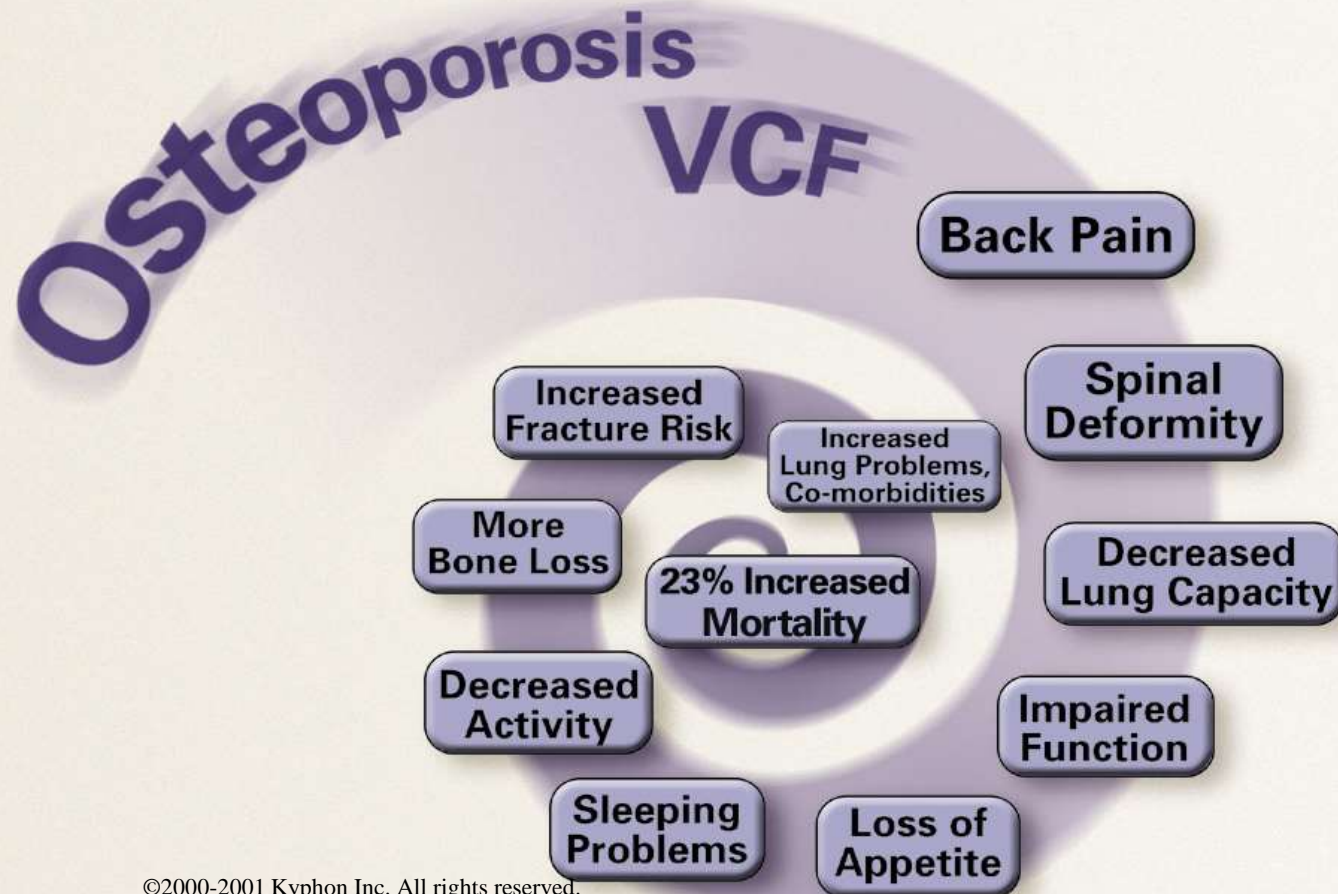 Osteoporosis
VCF
Back Pain
Spinal
Deformity
Decreased
Lung Capacity
Impaired
Function
Loss of
Appetite
Sleeping
Problems
Decreased
Activity
More
Bone Loss
Increased
Fracture Risk
Increased
Lung Problems,
Co-morbidities
23% Increased
Mortality
©2000-2001 Kyphon Inc. All rights reserved.